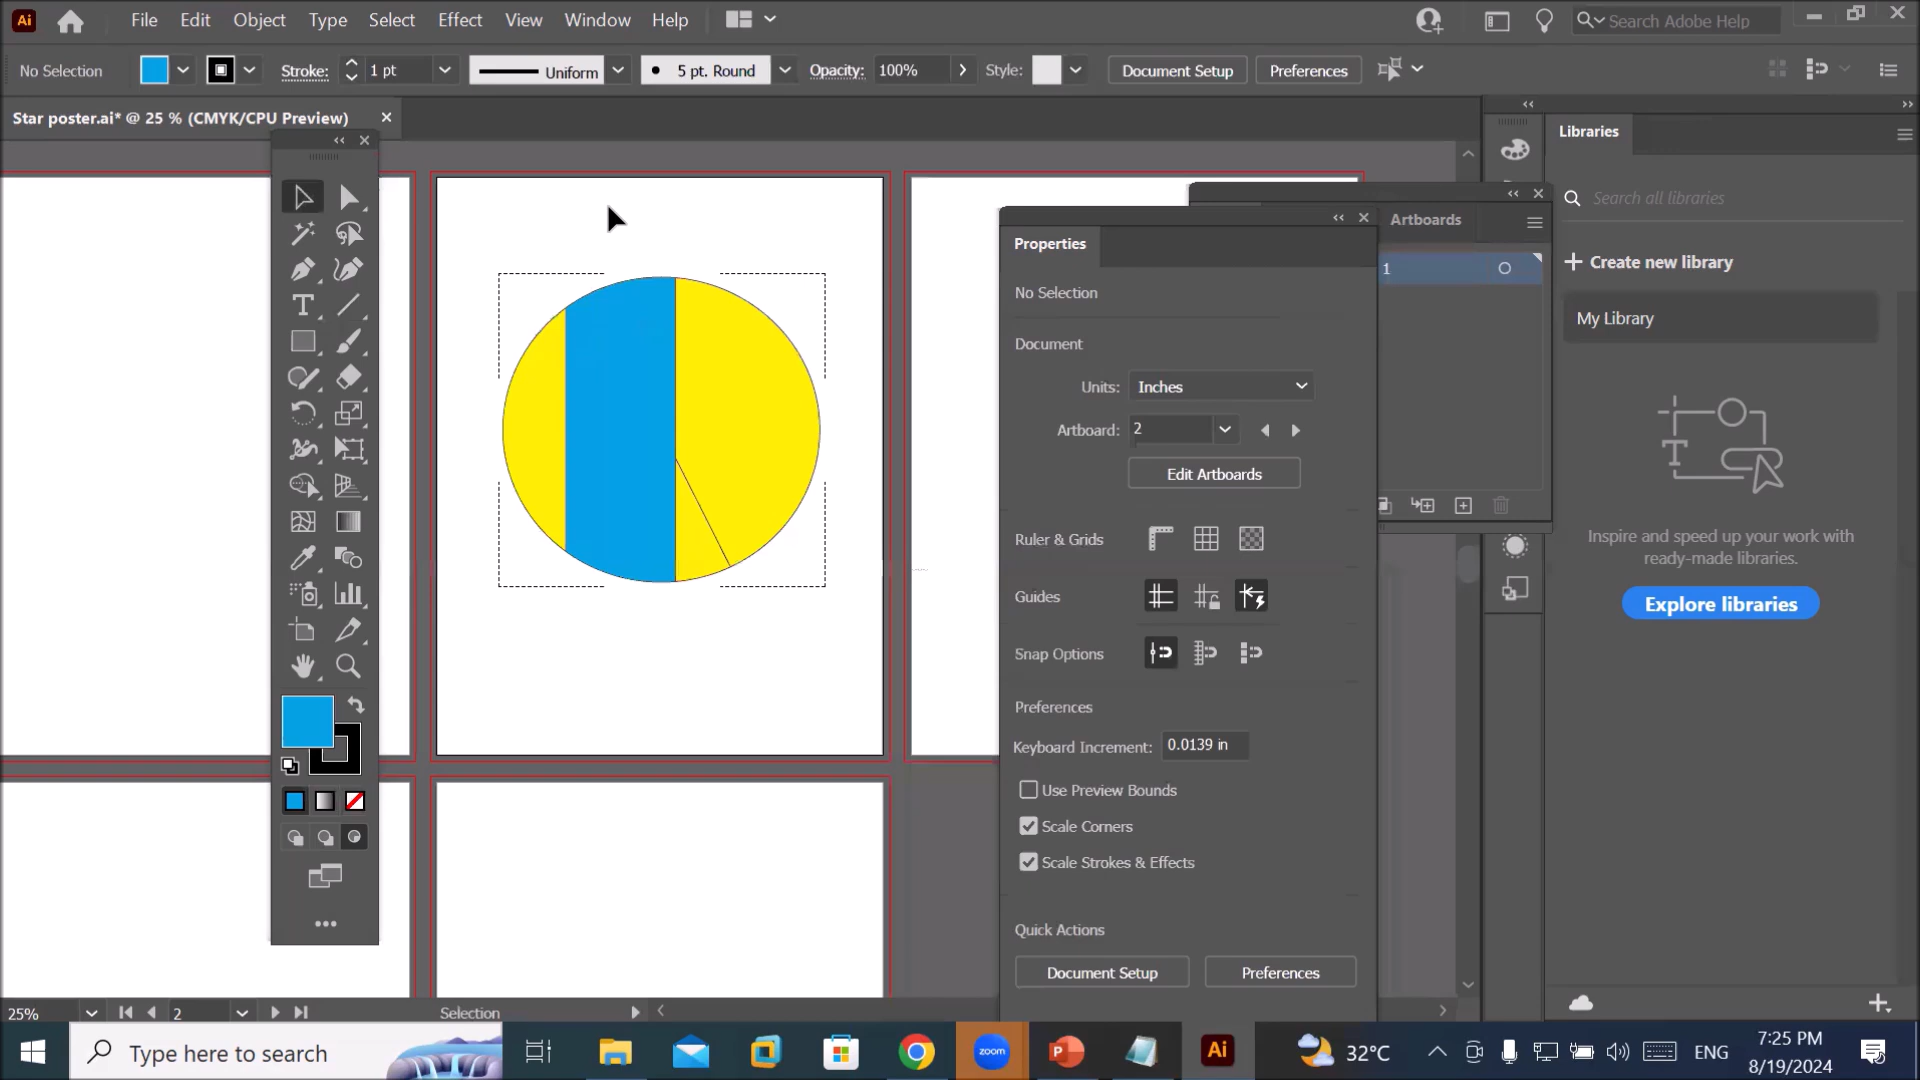 Ai
File Edit Object Type Select Effect View Window Help
Search Adobe Help
No Selection
Stroke:
1 pt
Uniform
5 pt. Round
Opacity:
100%
Style:
Document Setup
Preferences
Star poster.ai* @ 25 % (CMYK/CPU Preview)
Libraries
Search all libraries
Create new library
My Library
Inspire and speed up your work with
ready-made libraries.
Explore libraries
Artboards
1
Properties
No Selection
Document
Units:
Inches
Artboard:
2
Edit Artboards
Ruler & Grids
Guides
Snap Options
Preferences
Keyboard Increment:
0.0139 in
Use Preview Bounds
Scale Corners
Scale Strokes & Effects
Quick Actions
Document Setup
Preferences
25%
2
Selection
Type here to search
zoom
Ai
32°C
ENG
7:25 PM
8/19/2024